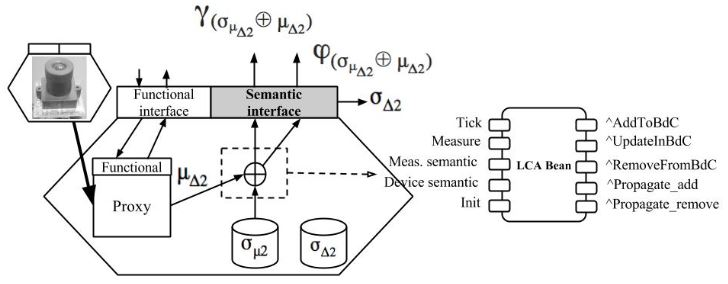 γ(σμΔ2⊕ μΔ2)
φ(σμΔ2⊕ μΔ2)
Functional
interface
Semantic
interface
σΔ2
Functional
Proxy
μΔ2
σμ2
σΔ2
Tick
Measure
Meas. semantic
Device semantic
Init
LCA Bean
^AddToBdC
^UpdateInBdC
^RemoveFromBdC
^Propagate_add
^Propagate_remove